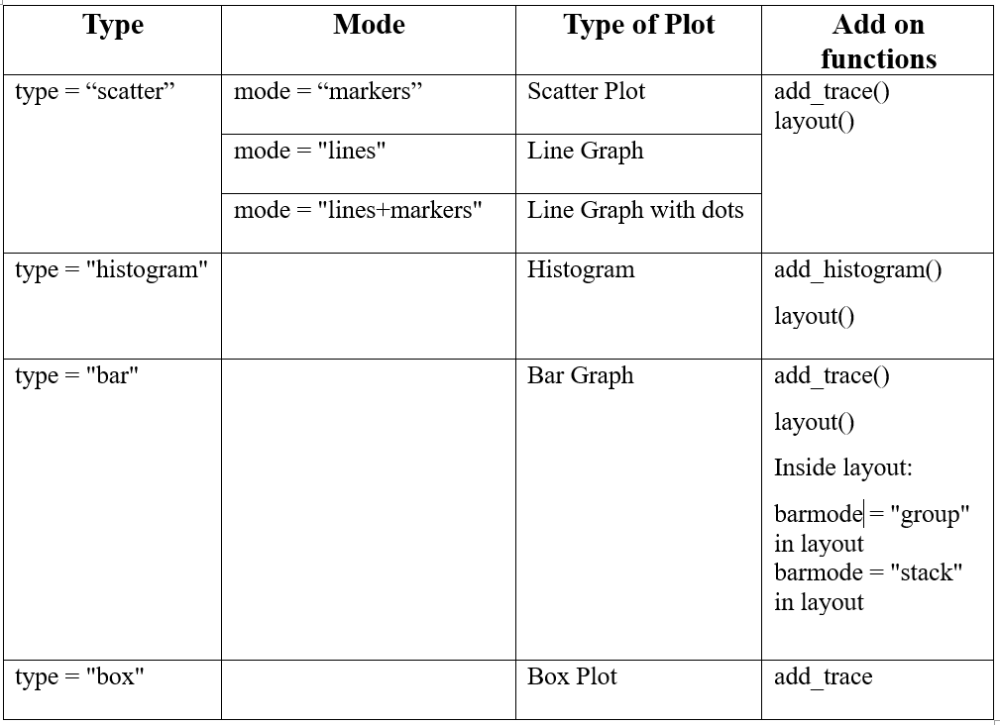 Type Mode Type of Plot Add on
functions
type = “scatter” mode = “markers” Scatter Plot add_trace()
layout()
mode = "lines" Line Graph
mode = "lines+markers" Line Graph with dots
type = "histogram" Histogram add_histogram()
layout()
type = "bar" Bar Graph add_trace()
layout()
Inside layout:
barmode = "group"
in layout
barmode = "stack"
in layout
type = "box" Box Plot add_trace